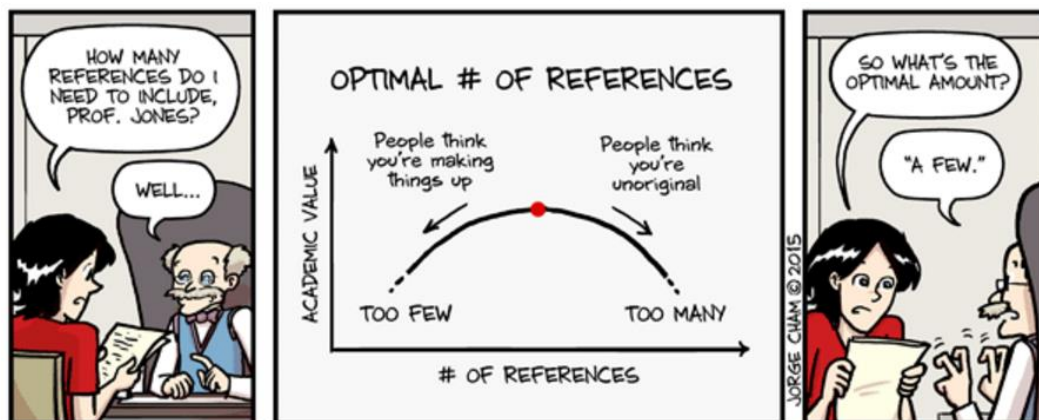 HOW MANY
REFERENCES DO I
NEED TO INCLUDE,
PROF. JONES?
WELL...
OPTIMAL # OF REFERENCES
People think
you're making
things up
People think
you're
unoriginal
ACADEMIC VALUE
TOO FEW
TOO MANY
# OF REFERENCES
JORGE CHAM © 2015
SO WHAT'S THE
OPTIMAL AMOUNT?
"A FEW."